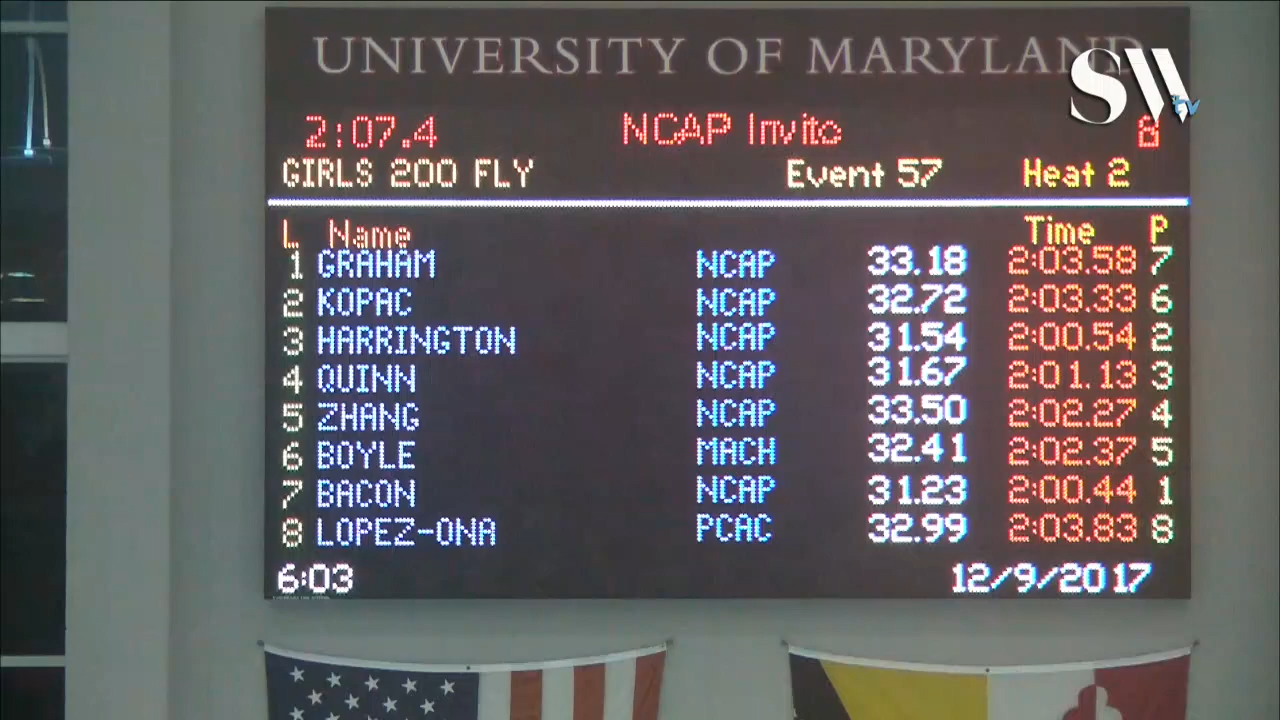 UNIVERSITY OF MARYLAND
SW TV
2:07.4 NCAP Invite 8
GIRLS 200 FLY Event 57 Heat 2
L Name Time P
1 GRAHAM NCAP 33.18 2:03.58 7
2 KOPAC NCAP 32.72 2:03.33 6
3 HARRINGTON NCAP 31.54 2:00.54 2
4 QUINN NCAP 31.67 2:01.13 3
5 ZHANG NCAP 33.50 2:02.27 4
6 BOYLE MACH 32.41 2:02.37 5
7 BACON NCAP 31.23 2:00.44 1
8 LOPEZ-ONA PCAC 32.99 2:03.83 8
6:03 12/9/2017